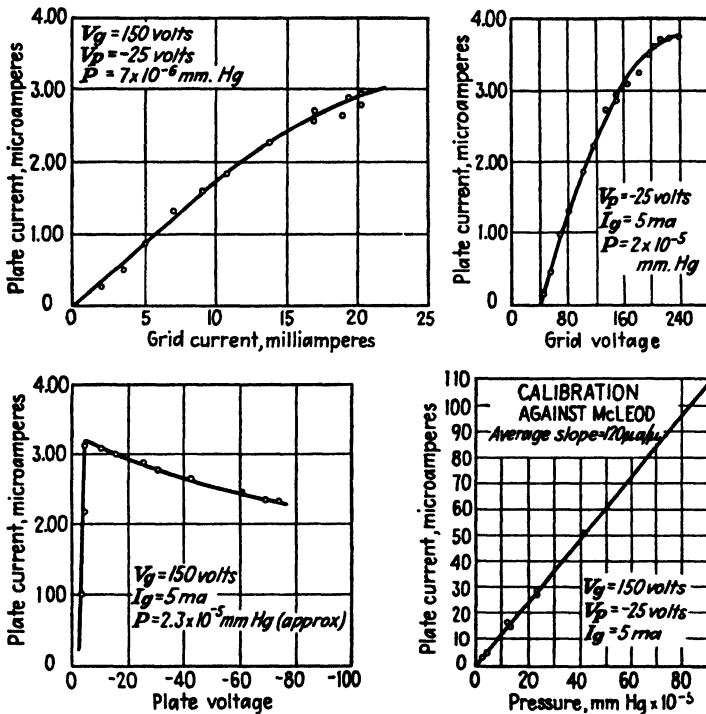 Vg = 150 volts
Vp = -25 volts
P = 7x10-6 mm. Hg
Plate current, microamperes
4.00
3.00
2.00
1.00
0
0 5 10 15 20 25
Grid current, milliamperes
Plate current, microamperes
4.00
3.00
2.00
1.00
0
Vp = -25 volts
Ig = 5 ma
P = 2x10-5
mm. Hg
0 80 160 240
Grid voltage
Plate current, microamperes
4.00
3.00
2.00
100
0
Vg = 150 volts
Ig = 5 ma
P = 2.3x10-5 mm Hg (approx)
0 -20 -40 -60 -80 -100
Plate voltage
Plate current, microamperes
110
100
90
80
70
60
50
40
30
20
10
0
CALIBRATION
AGAINST McLEOD
Average slope=120μa/μ
Vg = 150 volts
Vp = -25 volts
Ig = 5 ma
0 20 40 60 80
Pressure, mm Hg x 10-5